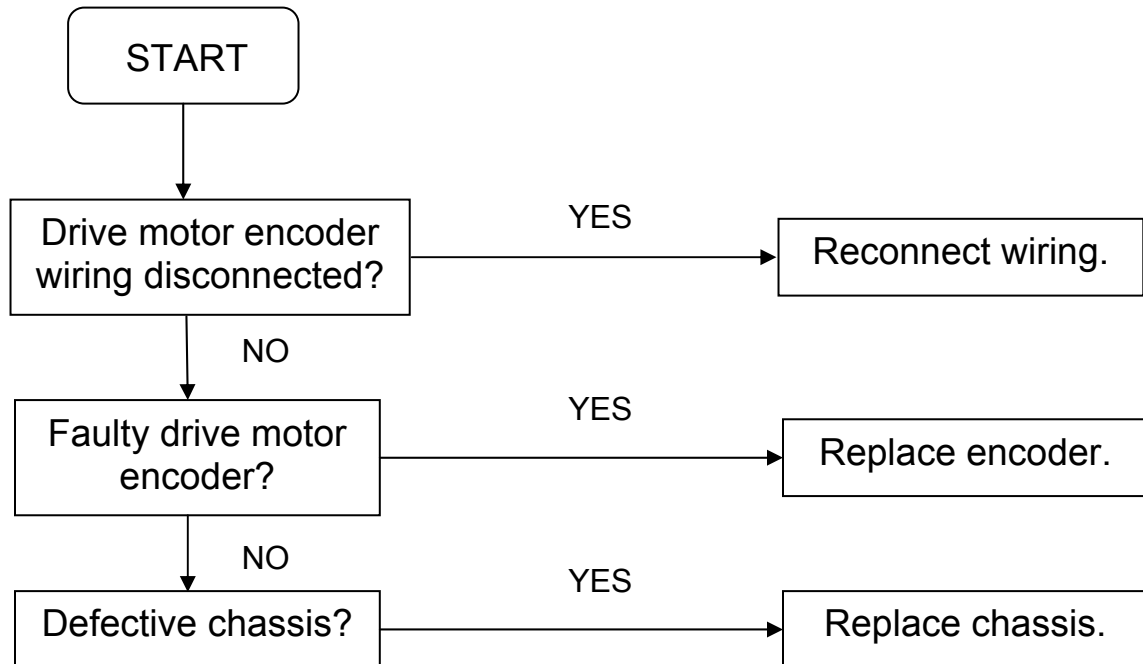 START
Drive motor encoder
wiring disconnected?
YES
Reconnect wiring.
NO
Faulty drive motor
encoder?
YES
Replace encoder.
NO
Defective chassis?
YES
Replace chassis.